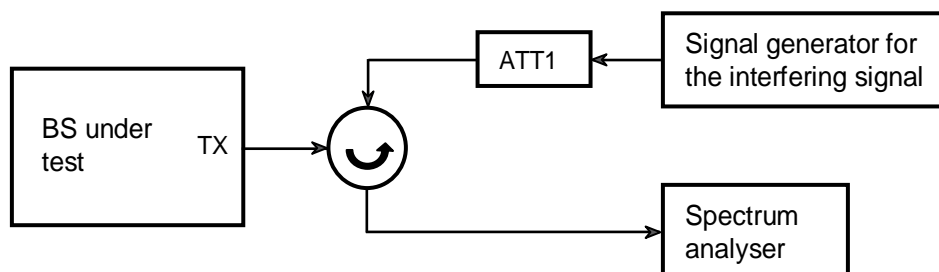 BS under
test
TX
ATT1
Signal generator for
the interfering signal
Spectrum
analyser